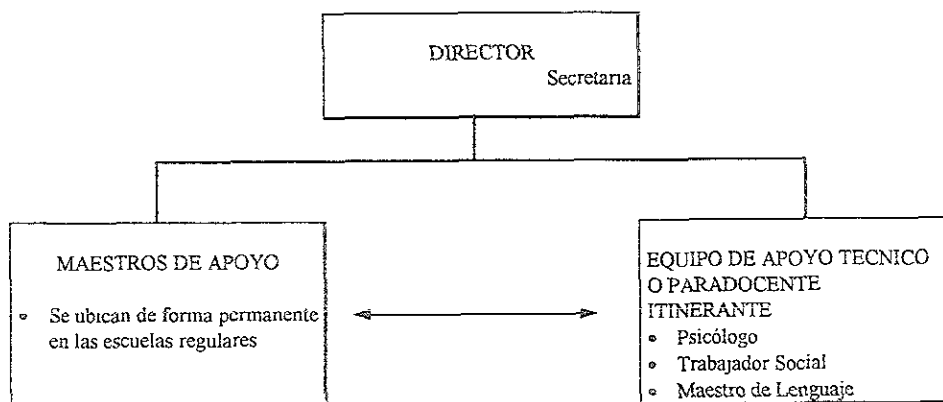 DIRECTOR
Secretaria
MAESTROS DE APOYO
• Se ubican de forma permanente
en las escuelas regulares
EQUIPO DE APOYO TECNICO
O PARADOCENTE
ITINERANTE
• Psicólogo
• Trabajador Social
• Maestro de Lenguaje